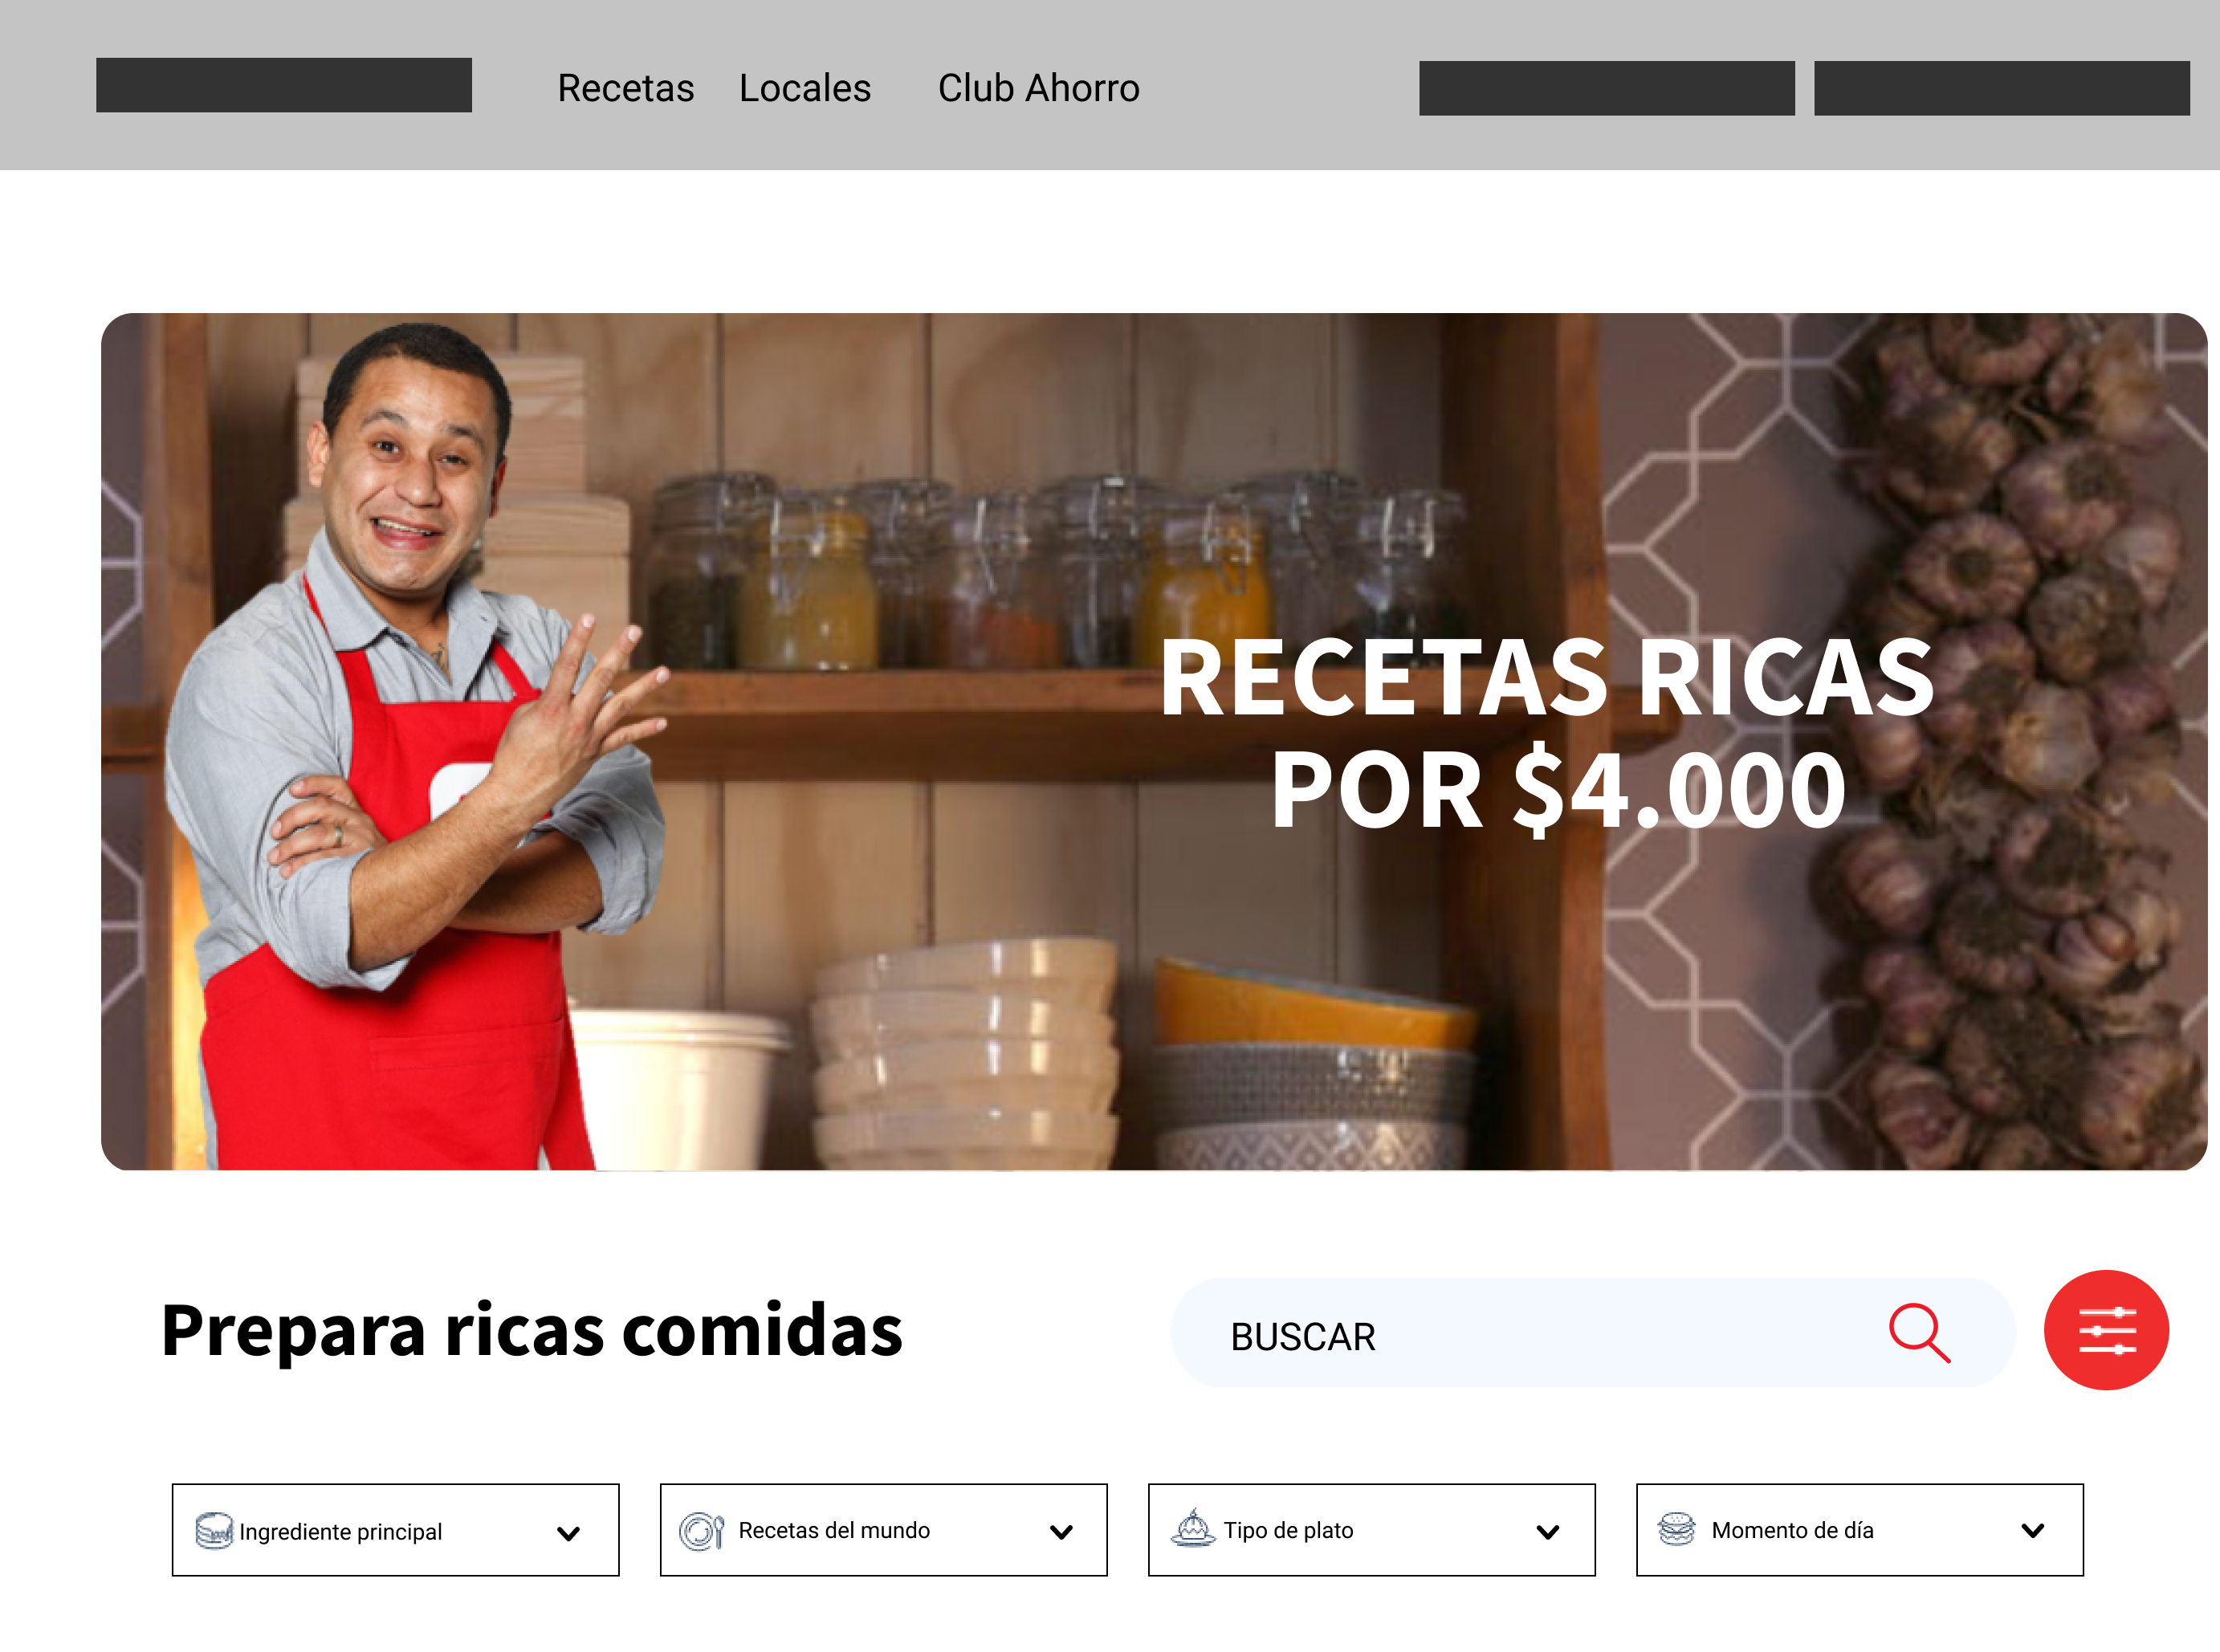 Recetas Locales Club Ahorro
RECETAS RICAS
POR $4.000
Prepara ricas comidas
BUSCAR
Ingrediente principal
Recetas del mundo
Tipo de plato
Momento de día